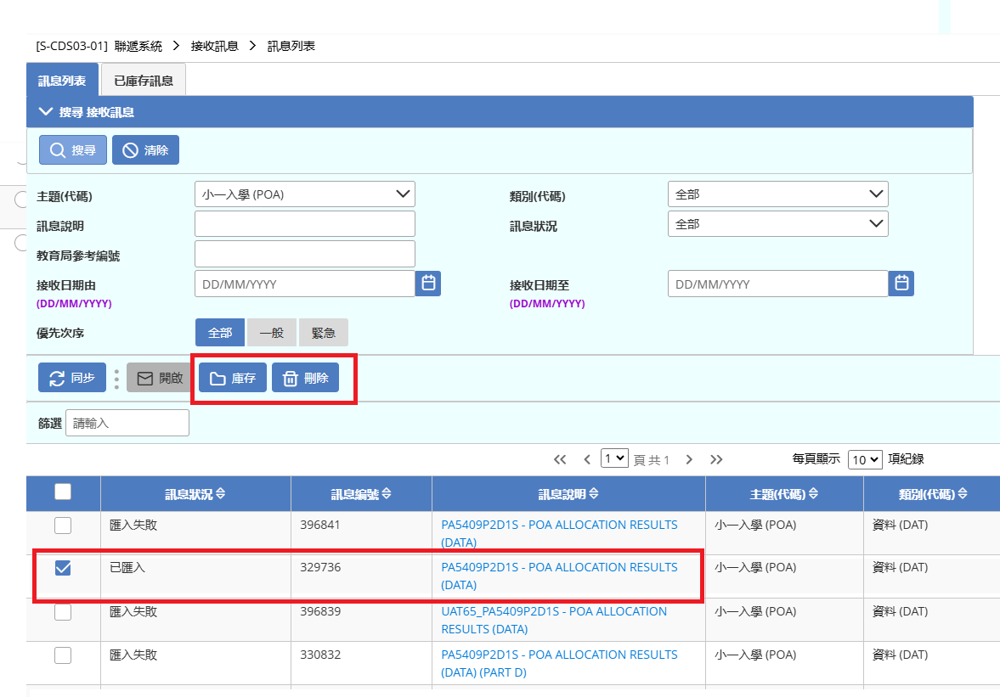 [S-CDS03-01] 聯遞系統 > 接收訊息 > 訊息列表
訊息列表 已庫存訊息
搜尋 接收訊息
搜尋 清除
主題(代碼) 小一入學 (POA) 類別(代碼) 全部
訊息說明 訊息狀況 全部
教育局參考編號
接收日期由 DD/MM/YYYY 接收日期至 DD/MM/YYYY
(DD/MM/YYYY) (DD/MM/YYYY)
優先次序 全部 一般 緊急
同步 開啟 庫存 刪除
篩選 請輸入
<< < 1 頁 共 1 > >> 每頁顯示 10 項紀錄
訊息狀況 訊息編號 訊息說明 主題(代碼) 類別(代碼)
匯入失敗 396841 PA5409P2D1S - POA ALLOCATION RESULTS 小一入學 (POA) 資料 (DAT)
(DATA)
已匯入 329736 PA5409P2D1S - POA ALLOCATION RESULTS 小一入學 (POA) 資料 (DAT)
(DATA)
匯入失敗 396839 UAT65_PA5409P2D1S - POA ALLOCATION 小一入學 (POA) 資料 (DAT)
RESULTS (DATA)
匯入失敗 330832 PA5409P2D1S - POA ALLOCATION RESULTS 小一入學 (POA) 資料 (DAT)
(DATA) (PART D)